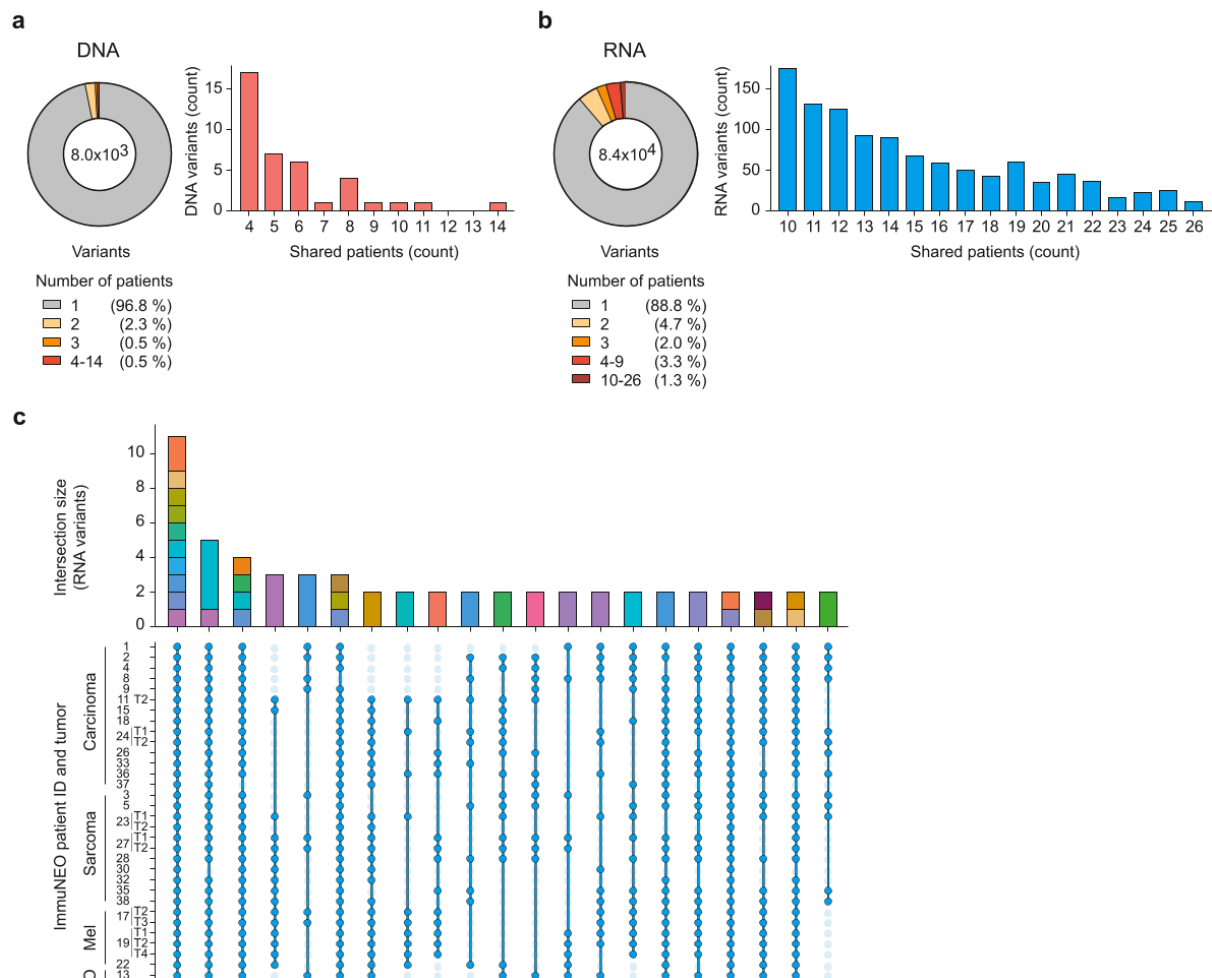 a
DNA
8.0x10³
Variants
Number of patients
1 (96.8 %)
2 (2.3 %)
3 (0.5 %)
4-14 (0.5 %)
DNA variants (count)
15
10
5
0
4 5 6 7 8 9 10 11 12 13 14
Shared patients (count)
b
RNA
8.4x10⁴
Variants
Number of patients
1 (88.8 %)
2 (4.7 %)
3 (2.0 %)
4-9 (3.3 %)
10-26 (1.3 %)
RNA variants (count)
150
100
50
0
10 11 12 13 14 15 16 17 18 19 20 21 22 23 24 25 26
Shared patients (count)
c
Intersection size
(RNA variants)
10
8
6
4
2
0
ImmuNEO patient ID and tumor
Carcinoma
1
2
4
8
9
11 T2
15
18
24 T1
T2
26
33
36
37
Sarcoma
3
5
23 T1
T2
27 T1
T2
28
30
32
35
38
Mel
17 T2
T3
19 T1
T2
T4
22
13